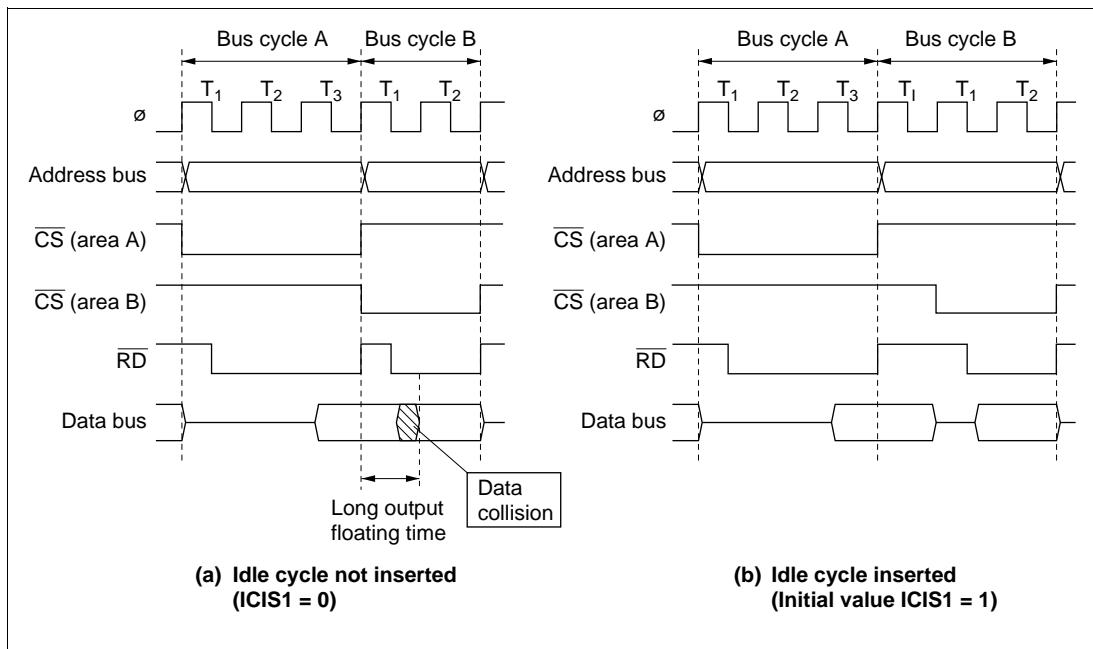 Bus cycle A Bus cycle B
T1 T2 T3 T1 T2
ø
Address bus
CS (area A)
CS (area B)
RD
Data bus
Long output
floating time
Data
collision
(a) Idle cycle not inserted
(ICIS1 = 0)
Bus cycle A Bus cycle B
T1 T2 T3 TI T1 T2
ø
Address bus
CS (area A)
CS (area B)
RD
Data bus
(b) Idle cycle inserted
(Initial value ICIS1 = 1)